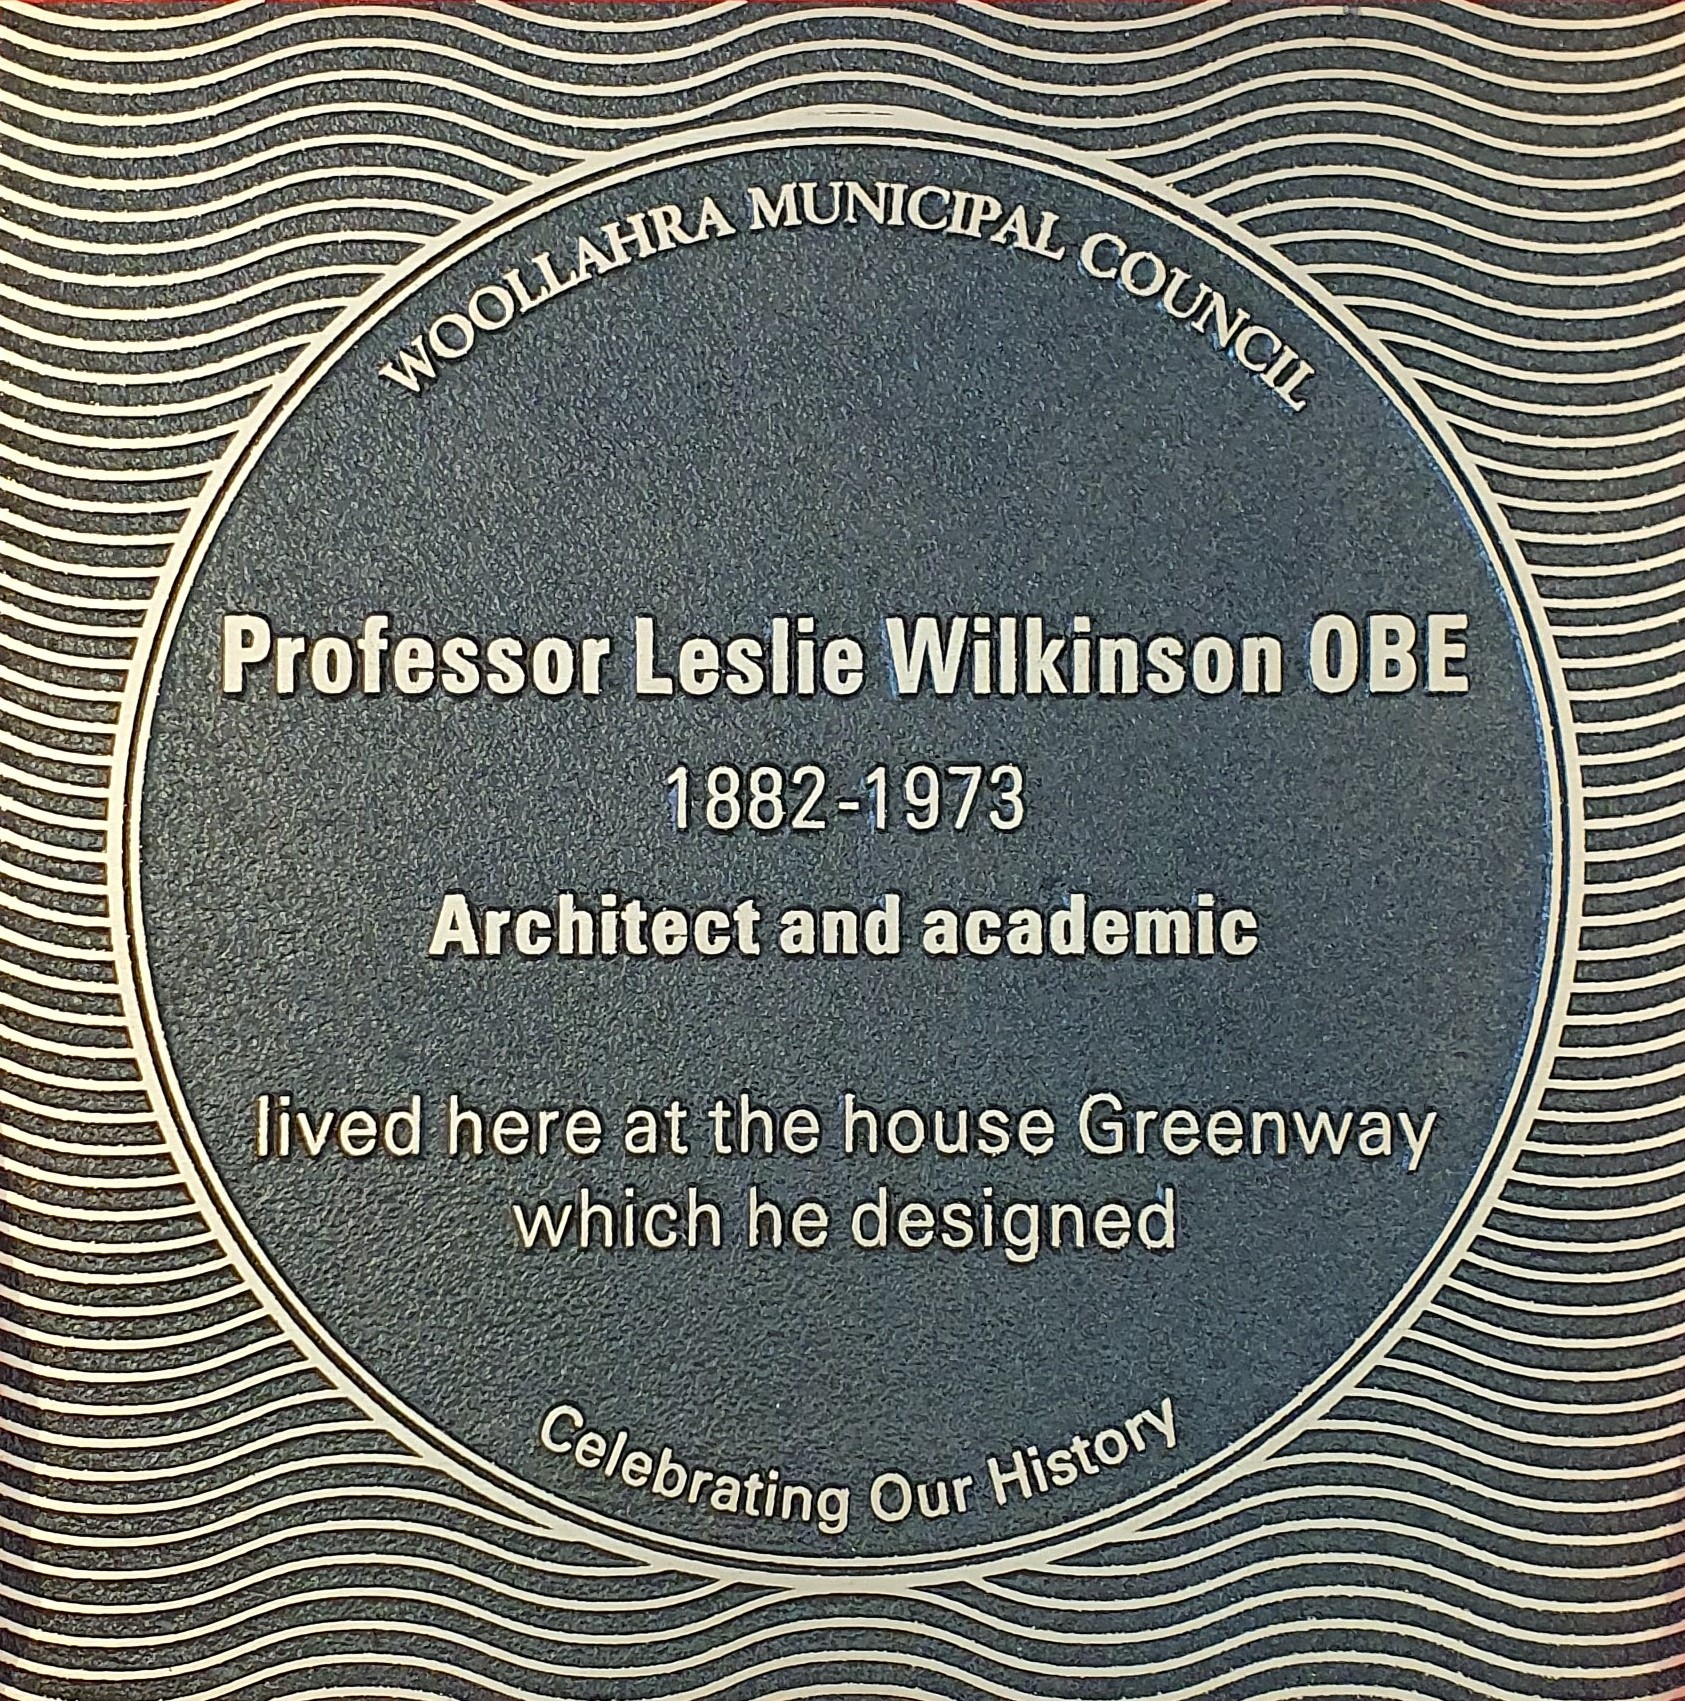 WOOLLAHRA MUNICIPAL COUNCIL
Professor Leslie Wilkinson OBE
1882-1973
Architect and academic
lived here at the house Greenway
which he designed
Celebrating Our History